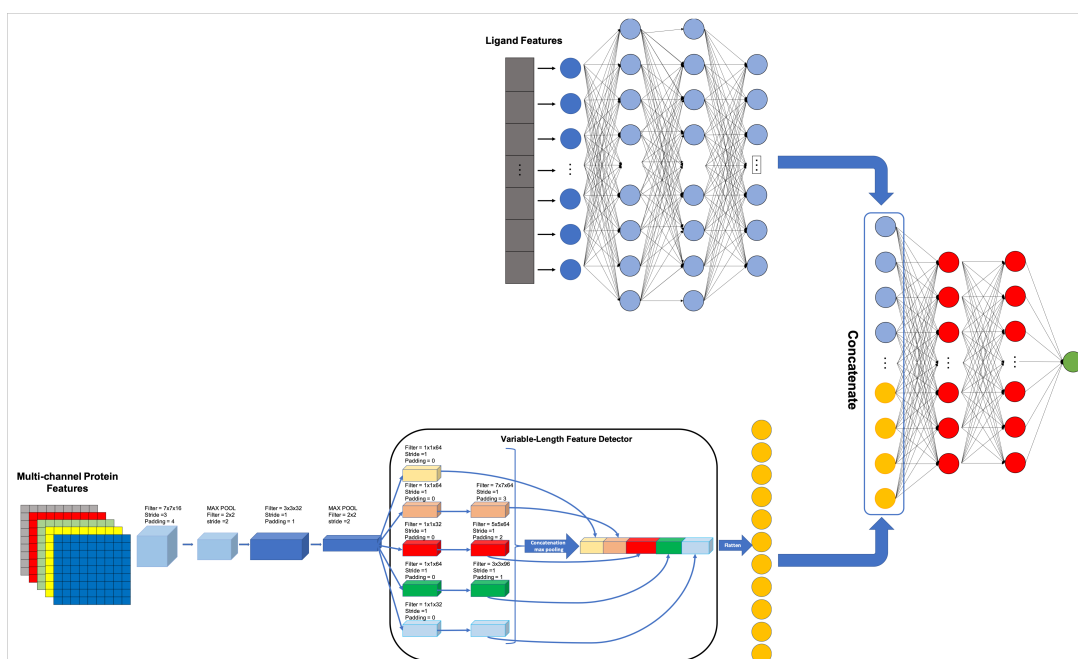 Ligand Features
Concatenate
Variable-Length Feature Detector
Multi-channel Protein
Features
Filter = 7x7x16
Stride =3
Padding = 4
MAX POOL
Filter = 2x2
stride =2
Filter = 3x3x32
Stride =1
Padding = 1
MAX POOL
Filter = 2x2
stride =2
Filter = 1x1x64
Stride =1
Padding = 0
Filter = 1x1x64
Stride =1
Padding = 0
Filter = 7x7x64
Stride =1
Padding = 3
Filter = 1x1x32
Stride =1
Padding = 0
Filter = 5x5x64
Stride =1
Padding = 2
Filter = 1x1x64
Stride =1
Padding = 0
Filter = 3x3x96
Stride =1
Padding = 1
Filter = 1x1x32
Stride =1
Padding = 0
Concatenation
max pooling
Flatten